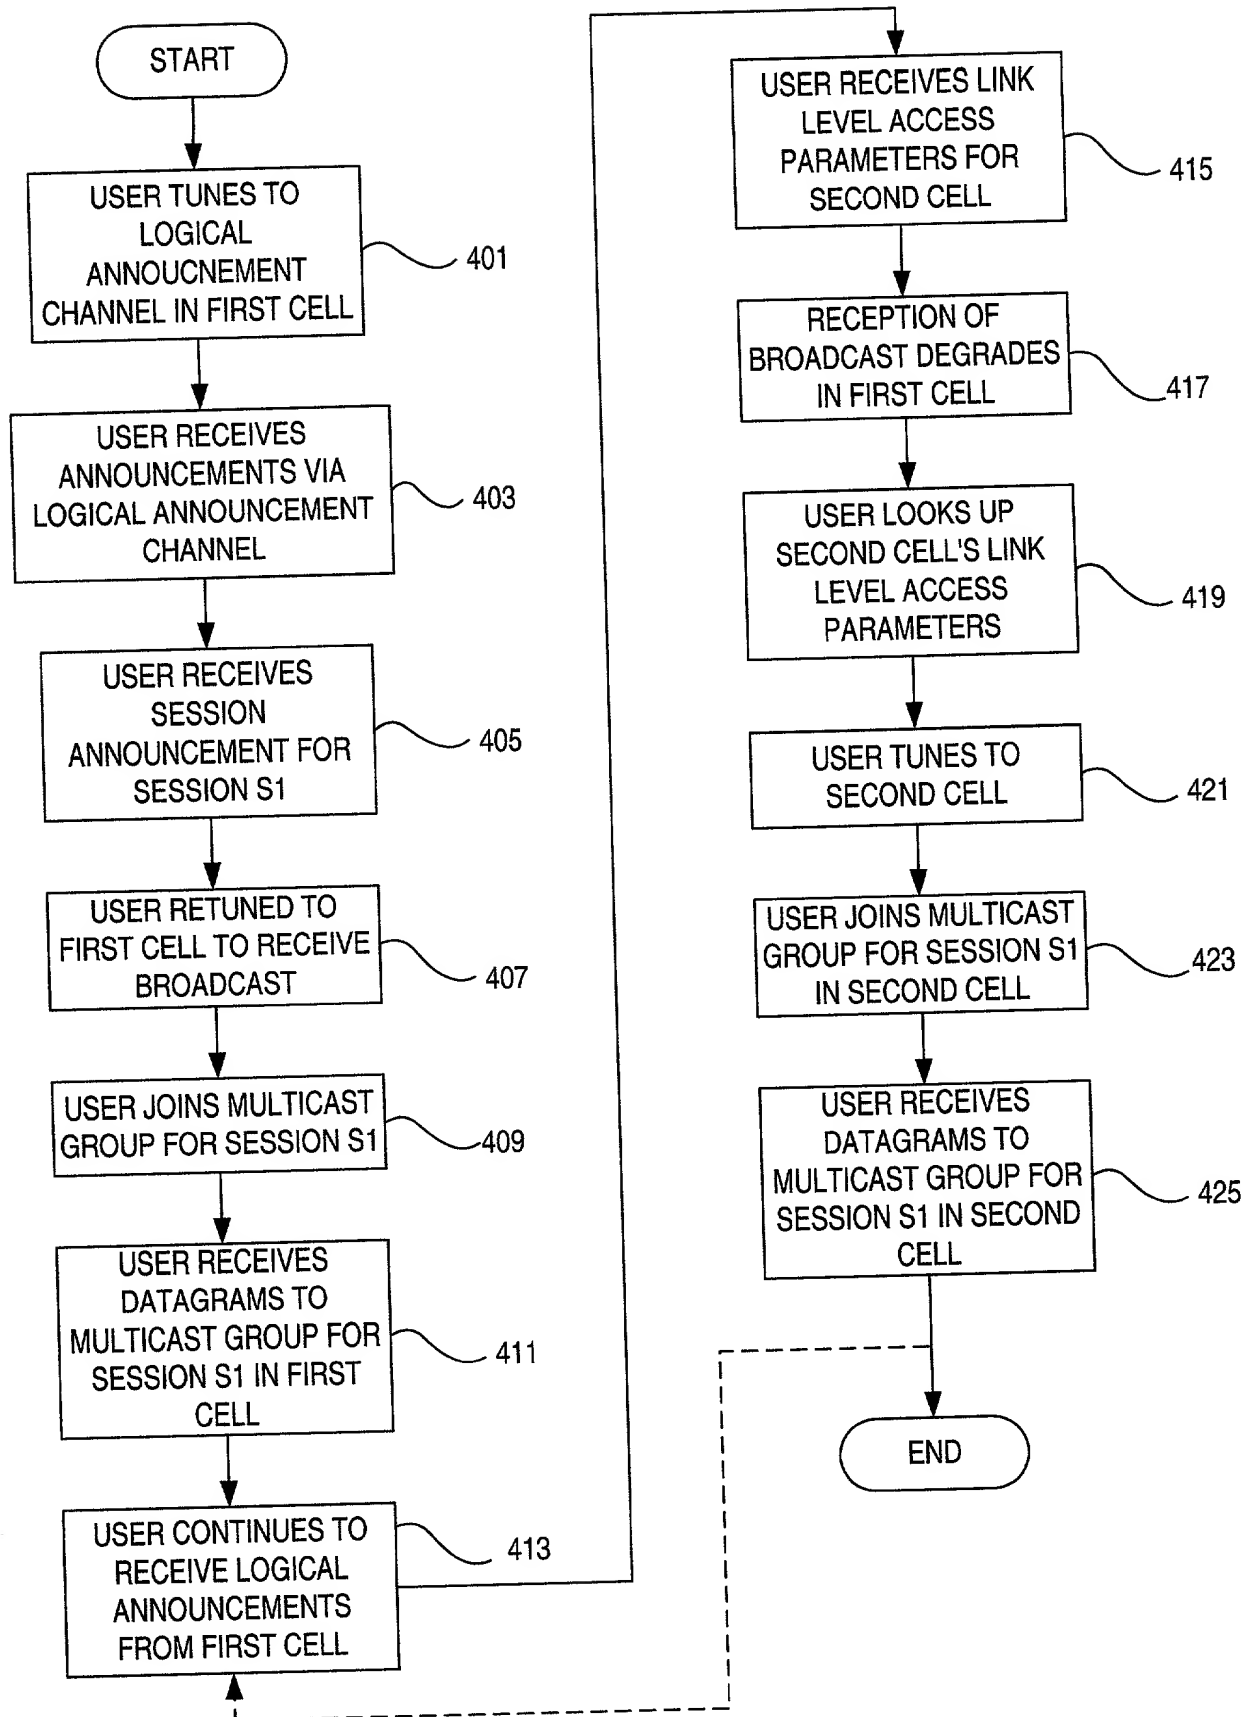 START
USER TUNES TO
LOGICAL
ANNOUCNEMENT
CHANNEL IN FIRST CELL
401
USER RECEIVES
ANNOUNCEMENTS VIA
LOGICAL ANNOUNCEMENT
CHANNEL
403
USER RECEIVES
SESSION
ANNOUNCEMENT FOR
SESSION S1
405
USER RETUNED TO
FIRST CELL TO RECEIVE
BROADCAST
407
USER JOINS MULTICAST
GROUP FOR SESSION S1
409
USER RECEIVES
DATAGRAMS TO
MULTICAST GROUP FOR
SESSION S1 IN FIRST
CELL
411
USER CONTINUES TO
RECEIVE LOGICAL
ANNOUNCEMENTS
FROM FIRST CELL
413
USER RECEIVES LINK
LEVEL ACCESS
PARAMETERS FOR
SECOND CELL
415
RECEPTION OF
BROADCAST DEGRADES
IN FIRST CELL
417
USER LOOKS UP
SECOND CELL'S LINK
LEVEL ACCESS
PARAMETERS
419
USER TUNES TO
SECOND CELL
421
USER JOINS MULTICAST
GROUP FOR SESSION S1
IN SECOND CELL
423
USER RECEIVES
DATAGRAMS TO
MULTICAST GROUP FOR
SESSION S1 IN SECOND
CELL
425
END